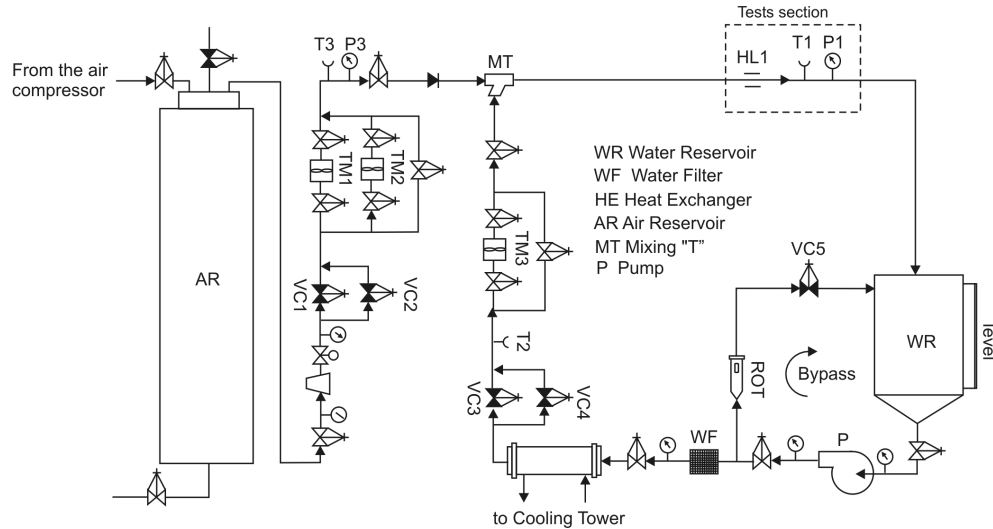 Tests section
T3
P3
MT
HL1
T1
P1
From the air
compressor
TM1
TM2
WR Water Reservoir
WF Water Filter
HE Heat Exchanger
AR Air Reservoir
MT Mixing "T"
P Pump
TM3
VC5
AR
VC1
VC2
WR
level
T2
ROT
Bypass
VC3
VC4
WF
P
to Cooling Tower